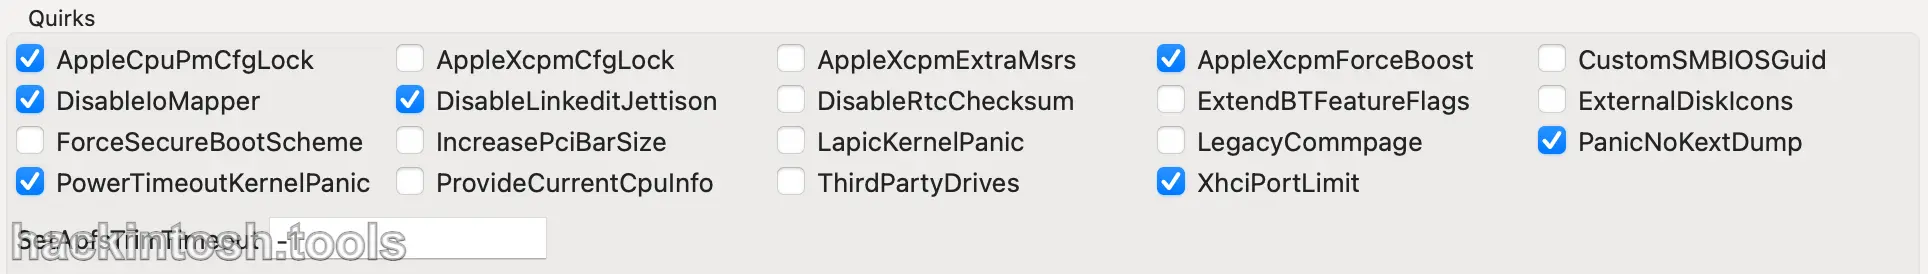 Quirks
AppleCpuPmCfgLock AppleXcpmCfgLock AppleXcpmExtraMsrs AppleXcpmForceBoost CustomSMBIOSGuid
DisableIoMapper DisableLinkeditJettison DisableRtcChecksum ExtendBTFeatureFlags ExternalDiskIcons
ForceSecureBootScheme IncreasePciBarSize LapicKernelPanic LegacyCommpage PanicNoKextDump
PowerTimeoutKernelPanic ProvideCurrentCpuInfo ThirdPartyDrives XhciPortLimit
SetApfsTrimTimeout -1
hackintosh.tools